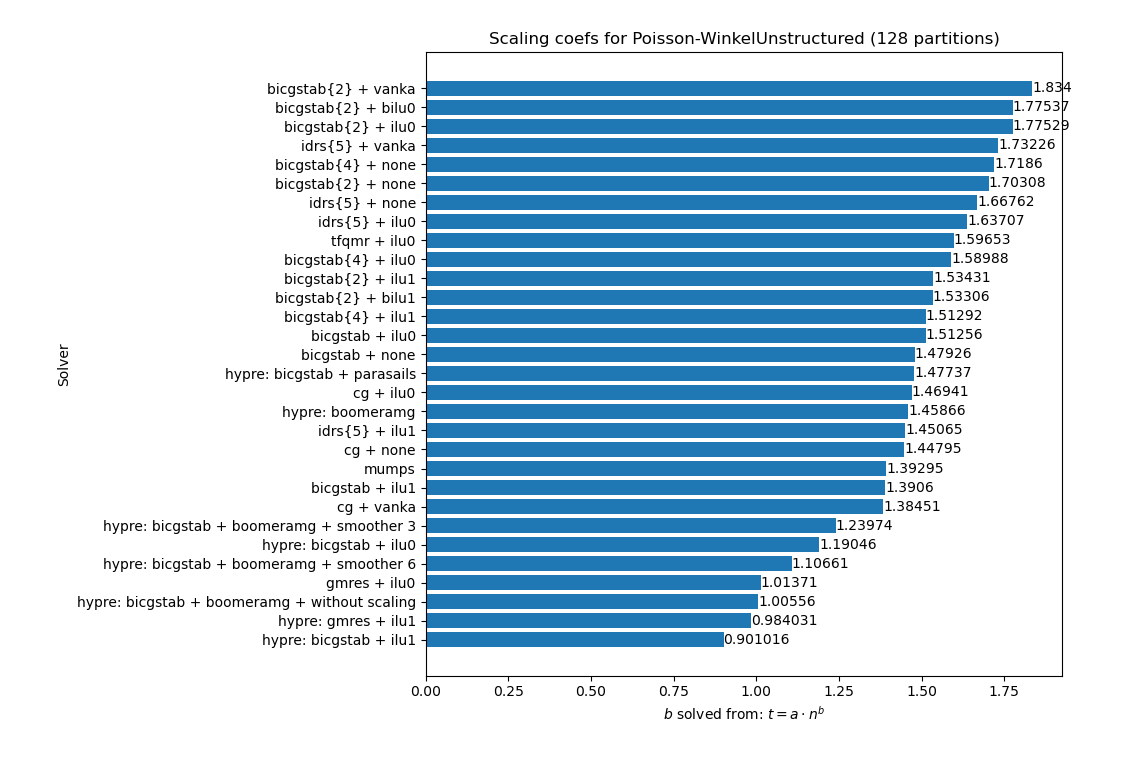 Scaling coefs for Poisson-WinkelUnstructured (128 partitions)
Solver
bicgstab{2} + vanka 1.834
bicgstab{2} + bilu0 1.77537
bicgstab{2} + ilu0 1.77529
idrs{5} + vanka 1.73226
bicgstab{4} + none 1.7186
bicgstab{2} + none 1.70308
idrs{5} + none 1.66762
idrs{5} + ilu0 1.63707
tfqmr + ilu0 1.59653
bicgstab{4} + ilu0 1.58988
bicgstab{2} + ilu1 1.53431
bicgstab{2} + bilu1 1.53306
bicgstab{4} + ilu1 1.51292
bicgstab + ilu0 1.51256
bicgstab + none 1.47926
hypre: bicgstab + parasails 1.47737
cg + ilu0 1.46941
hypre: boomeramg 1.45866
idrs{5} + ilu1 1.45065
cg + none 1.44795
mumps 1.39295
bicgstab + ilu1 1.3906
cg + vanka 1.38451
hypre: bicgstab + boomeramg + smoother 3 1.23974
hypre: bicgstab + ilu0 1.19046
hypre: bicgstab + boomeramg + smoother 6 1.10661
gmres + ilu0 1.01371
hypre: bicgstab + boomeramg + without scaling 1.00556
hypre: gmres + ilu1 0.984031
hypre: bicgstab + ilu1 0.901016
0.00 0.25 0.50 0.75 1.00 1.25 1.50 1.75
b solved from: t = a · n^b